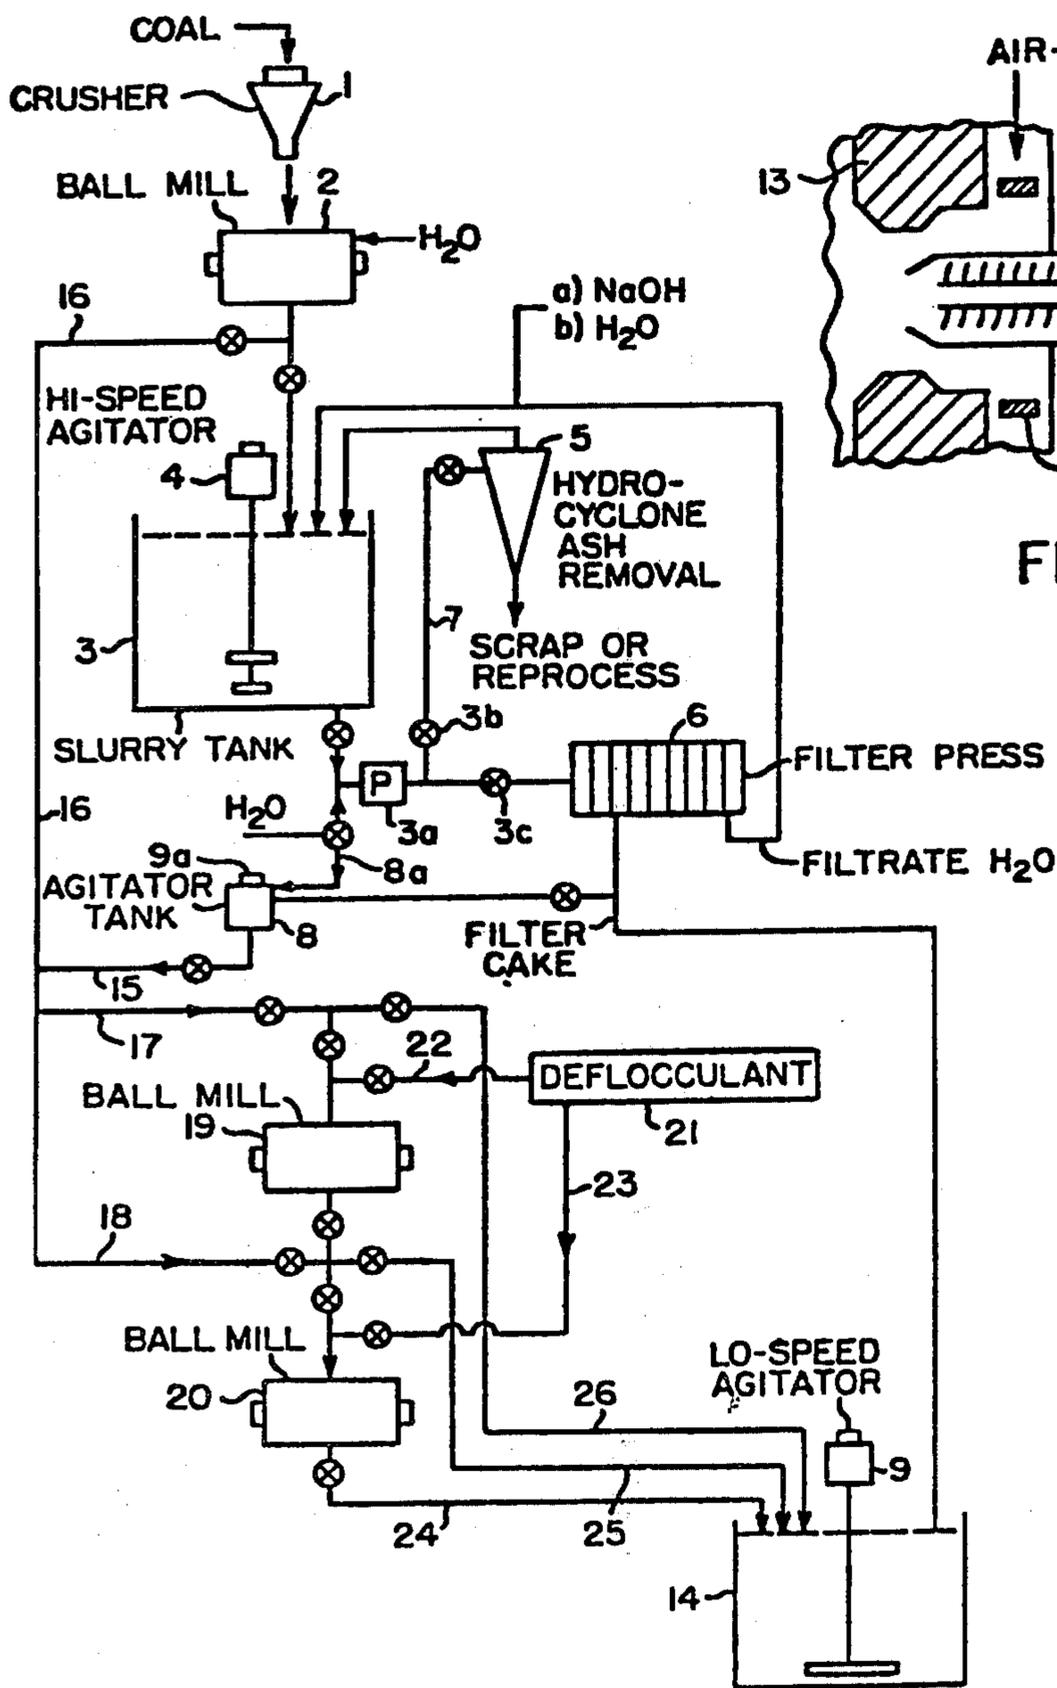 COAL
CRUSHER
1
BALL MILL
2
H₂O
16
a) NaOH
b) H₂O
HI-SPEED
AGITATOR
4
5
HYDRO-
CYCLONE
ASH
REMOVAL
7
3
SCRAP OR
REPROCESS
SLURRY TANK
3b
6
FILTER PRESS
P
3a
3c
H₂O
16
9a
8a
FILTRATE H₂O
AGITATOR
TANK
8
FILTER
CAKE
15
17
22
DEFLOCCULANT
21
BALL MILL
19
23
18
BALL MILL
20
LO-SPEED
AGITATOR
26
9
24
25
14
AIR-
13